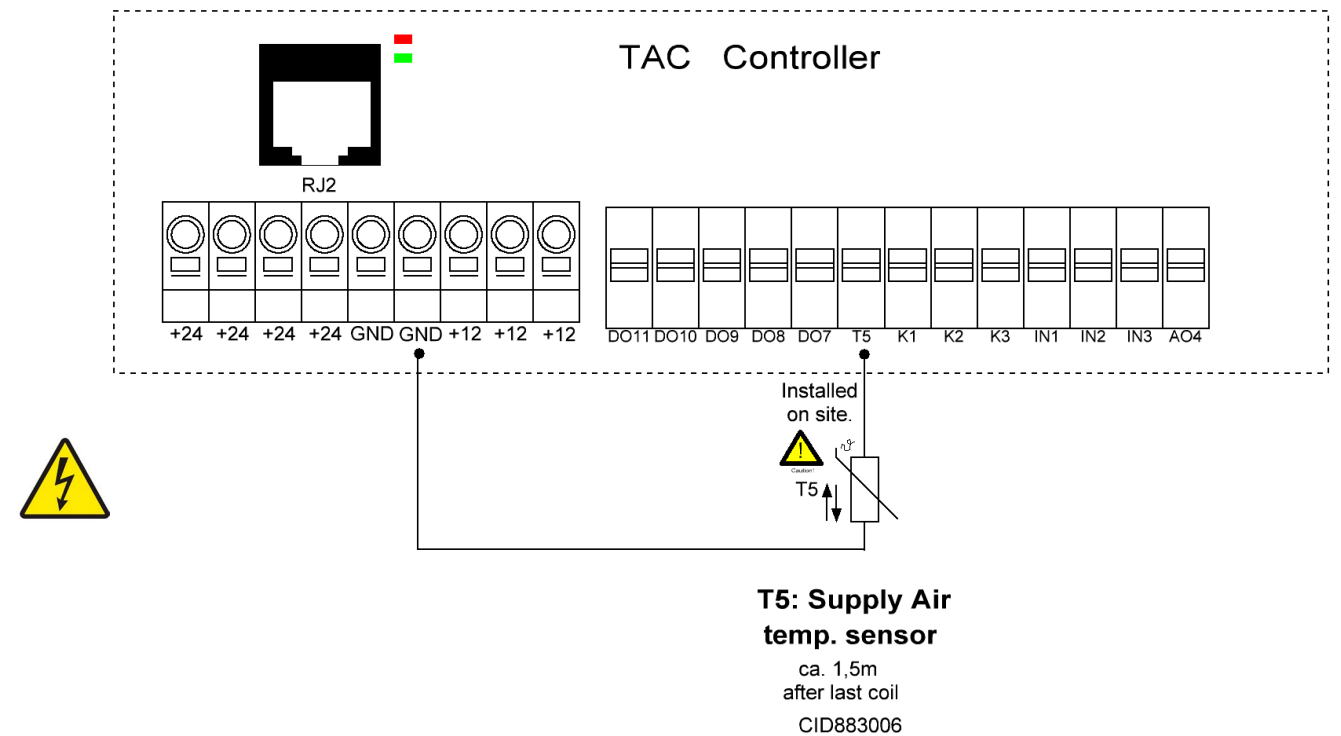 TAC Controller
RJ2
+24 +24 +24 +24 GND GND +12 +12 +12
DO11 DO10 DO9 DO8 DO7 T5 K1 K2 K3 IN1 IN2 IN3 AO4
Installed
on site.
!
Caution!
ϑ
T5
T5: Supply Air
temp. sensor
ca. 1,5m
after last coil
CID883006